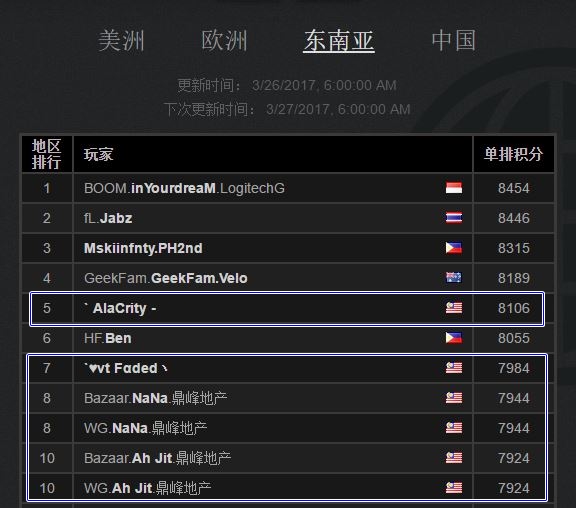 美洲 欧洲 东南亚 中国
更新时间： 3/26/2017, 6:00:00 AM
下次更新时间： 3/27/2017, 6:00:00 AM
地区排行 玩家 单排积分
1 BOOM.inYourdreaM.LogitechG 8454
2 fL.Jabz 8446
3 Mskiinfnty.PH2nd 8315
4 GeekFam.GeekFam.Velo 8189
5 ` AlaCrity - 8106
6 HF.Ben 8055
7 `♥vt Fαded ヽ 7984
8 Bazaar.NaNa.鼎峰地产 7944
8 WG.NaNa.鼎峰地产 7944
10 Bazaar.Ah Jit.鼎峰地产 7924
10 WG.Ah Jit.鼎峰地产 7924